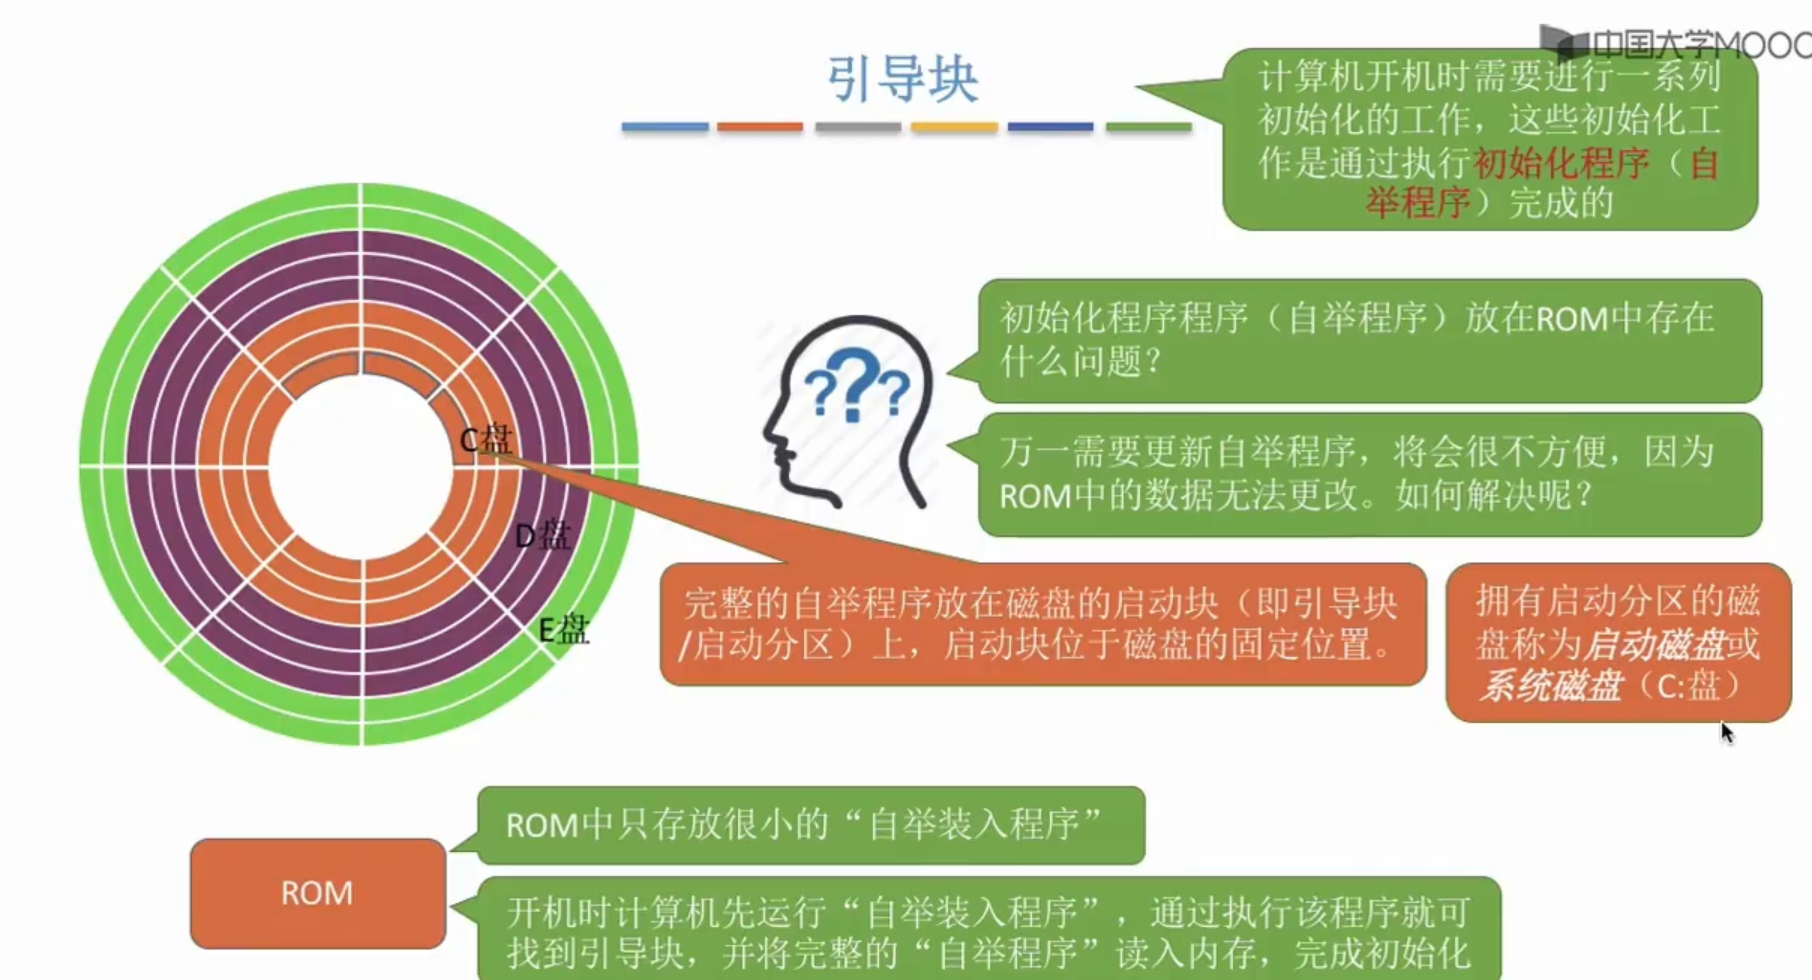 中国大学MOOC
引导块
计算机开机时需要进行一系列
初始化的工作，这些初始化工
作是通过执行初始化程序（自
举程序）完成的
???
初始化程序程序（自举程序）放在ROM中存在
什么问题？
万一需要更新自举程序，将会很不方便，因为
ROM中的数据无法更改。如何解决呢？
C盘
D盘
E盘
完整的自举程序放在磁盘的启动块（即引导块
/启动分区）上，启动块位于磁盘的固定位置。
拥有启动分区的磁
盘称为启动磁盘或
系统磁盘（C:盘）
ROM中只存放很小的“自举装入程序”
ROM
开机时计算机先运行“自举装入程序”，通过执行该程序就可
找到引导块，并将完整的“自举程序”读入内存，完成初始化